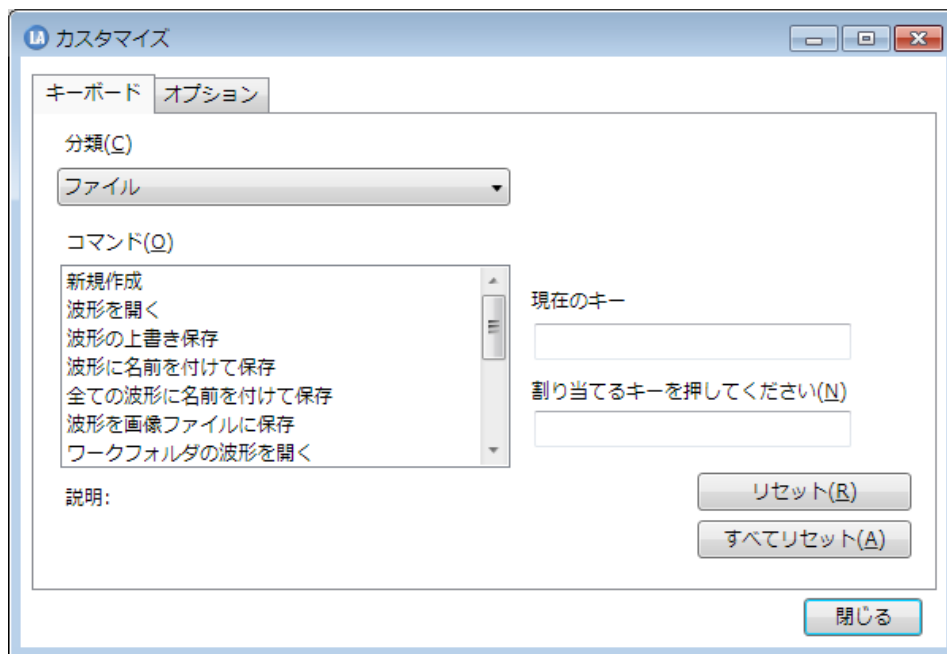 LA カスタマイズ
キーボード オプション
分類(C)
ファイル
コマンド(O)
新規作成
波形を開く
波形の上書き保存
波形に名前を付けて保存
全ての波形に名前を付けて保存
波形を画像ファイルに保存
ワークフォルダの波形を開く
現在のキー
割り当てるキーを押してください(N)
説明:
リセット(R)
すべてリセット(A)
閉じる